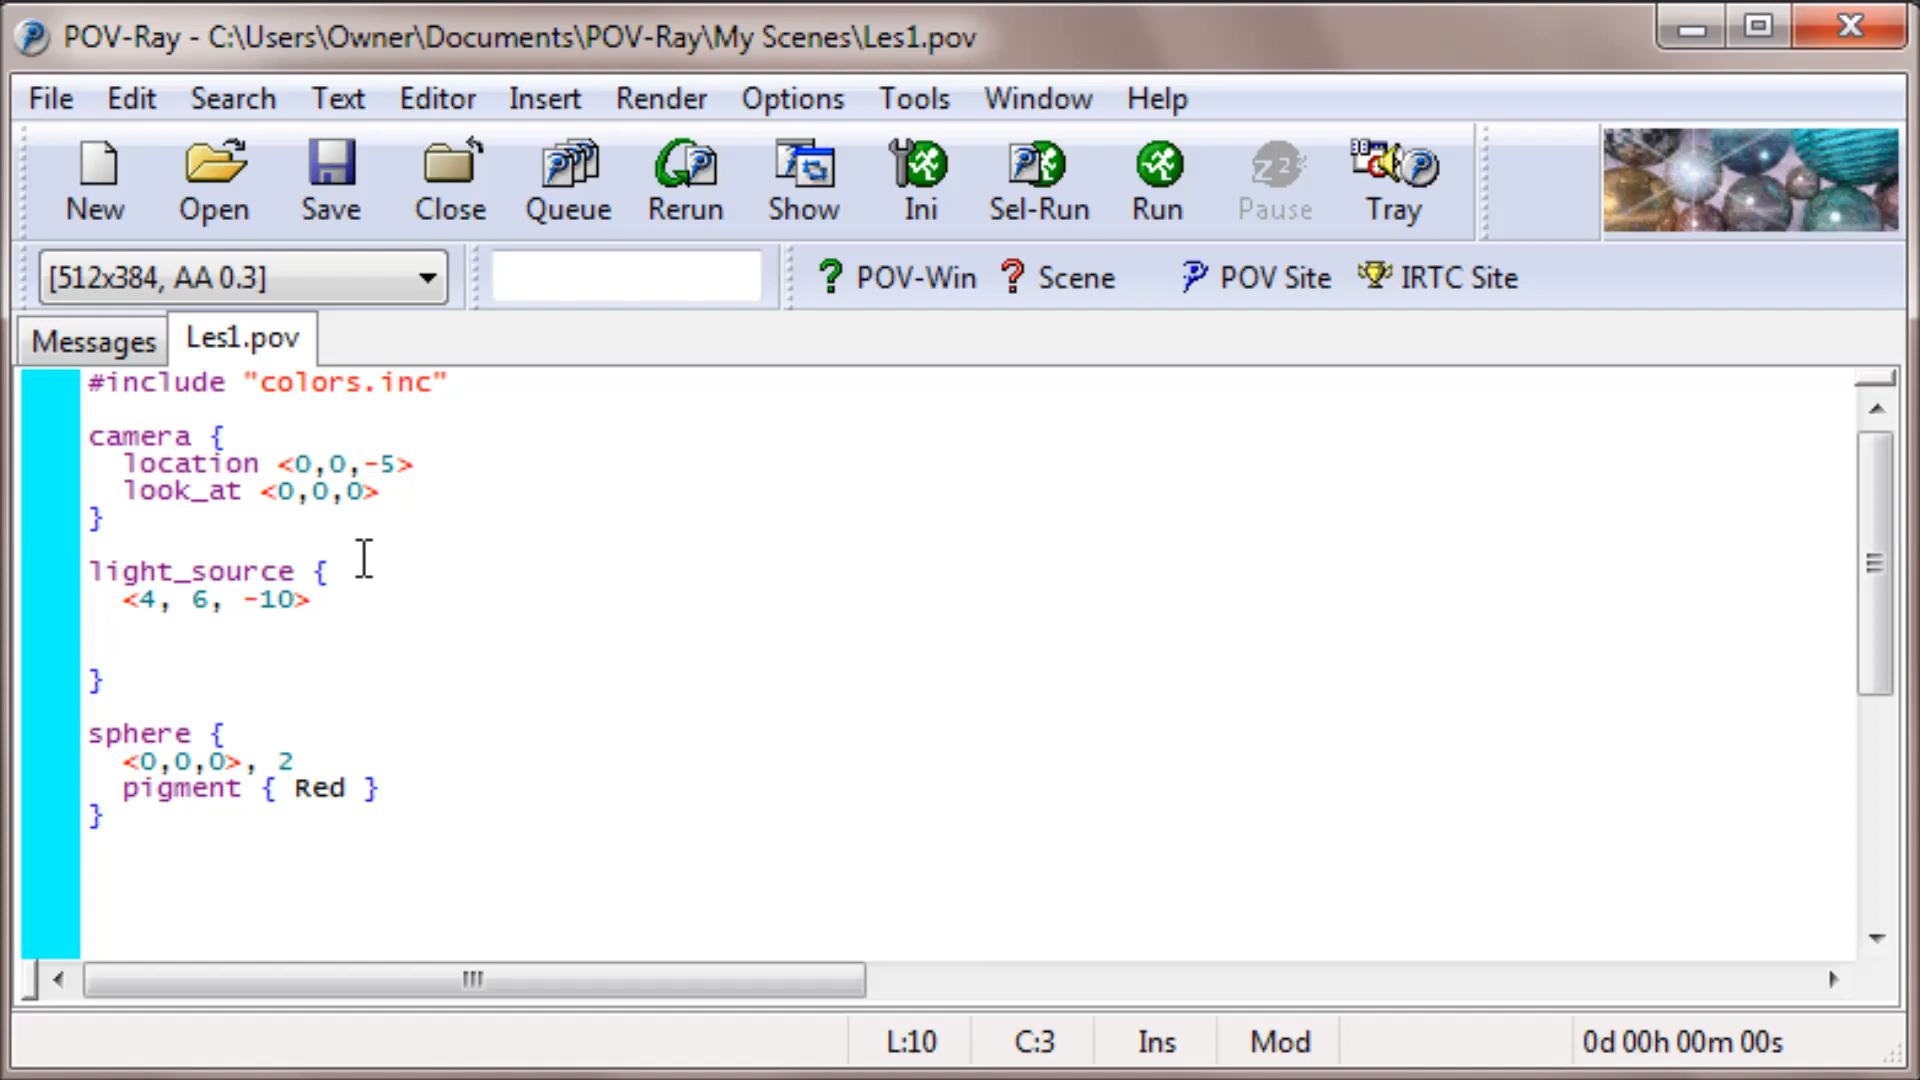 POV-Ray - C:\Users\Owner\Documents\POV-Ray\My Scenes\Les1.pov
File Edit Search Text Editor Insert Render Options Tools Window Help
New Open Save Close Queue Rerun Show Ini Sel-Run Run Pause Tray
[512x384, AA 0.3] POV-Win Scene POV Site IRTC Site
Messages Les1.pov
#include "colors.inc"
camera {
location <0,0,-5>
look_at <0,0,0>
}
light_source {
<4, 6, -10>
}
sphere {
<0,0,0>, 2
pigment { Red }
}
L:10 C:3 Ins Mod 0d 00h 00m 00s